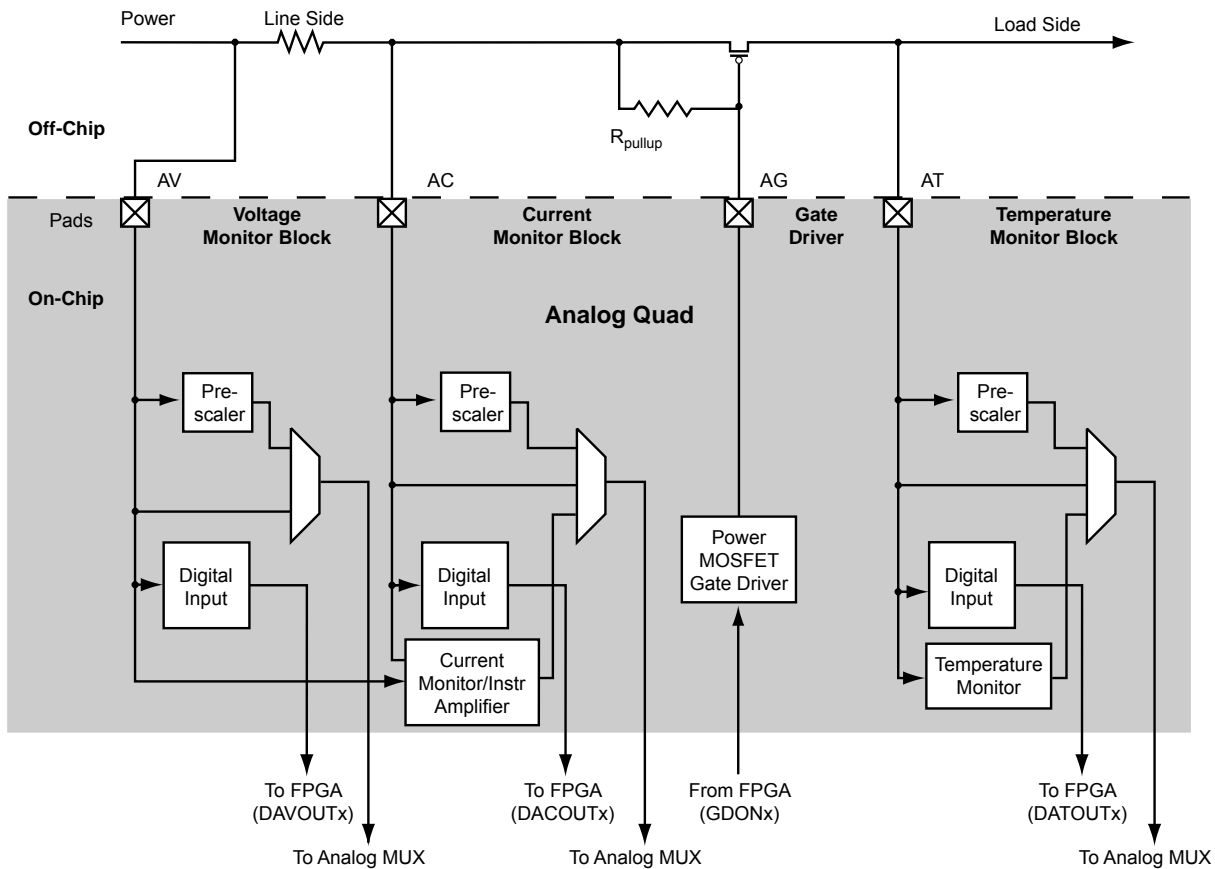 Power
Line Side
Load Side
Rpullup
Off-Chip
AV
AC
AG
AT
Pads
Voltage
Monitor Block
Current
Monitor Block
Gate
Driver
Temperature
Monitor Block
On-Chip
Analog Quad
Pre-
scaler
Pre-
scaler
Pre-
scaler
Power
MOSFET
Gate Driver
Digital
Input
Digital
Input
Digital
Input
Current
Monitor/Instr
Amplifier
Temperature
Monitor
To FPGA
(DAVOUTx)
To FPGA
(DACOUTx)
From FPGA
(GDONx)
To FPGA
(DATOUTx)
To Analog MUX
To Analog MUX
To Analog MUX